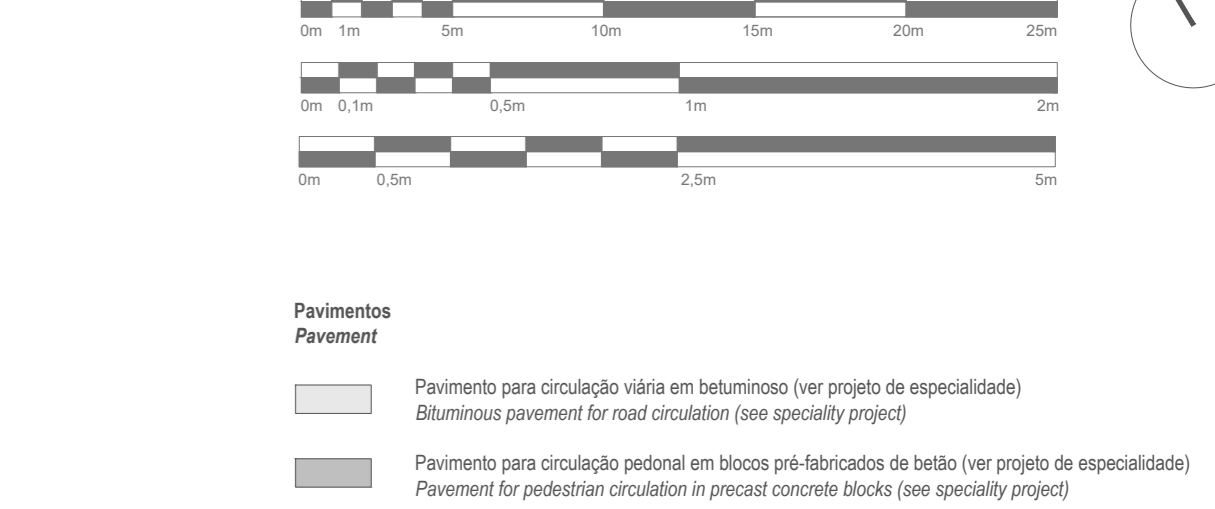 0m 1m 5m 10m 15m 20m 25m
0m 0,1m 0,5m 1m 2m
0m 0,5m 2,5m 5m
Pavimentos
Pavement
Pavimento para circulação viária em betuminoso (ver projeto de especialidade)
Bituminous pavement for road circulation (see speciality project)
Pavimento para circulação pedonal em blocos pré-fabricados de betão (ver projeto de especialidade)
Pavement for pedestrian circulation in precast concrete blocks (see speciality project)